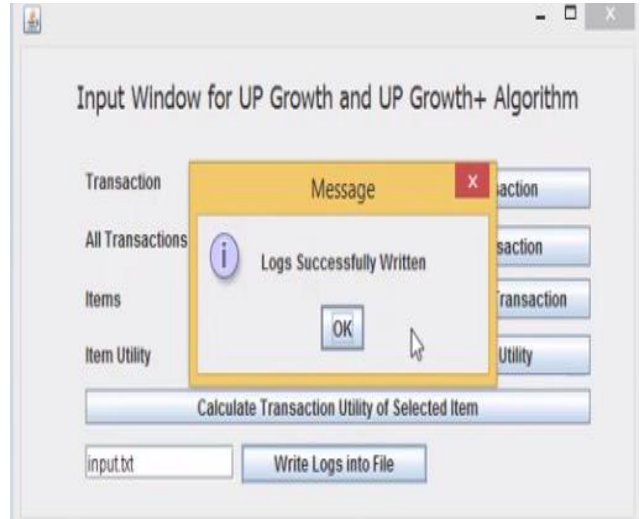 Input Window for UP Growth and UP Growth+ Algorithm
Transaction
Message
x
action
All Transactions
Logs Successfully Written
saction
Items
Transaction
OK
Item Utility
Utility
Calculate Transaction Utility of Selected Item
input.txt
Write Logs into File